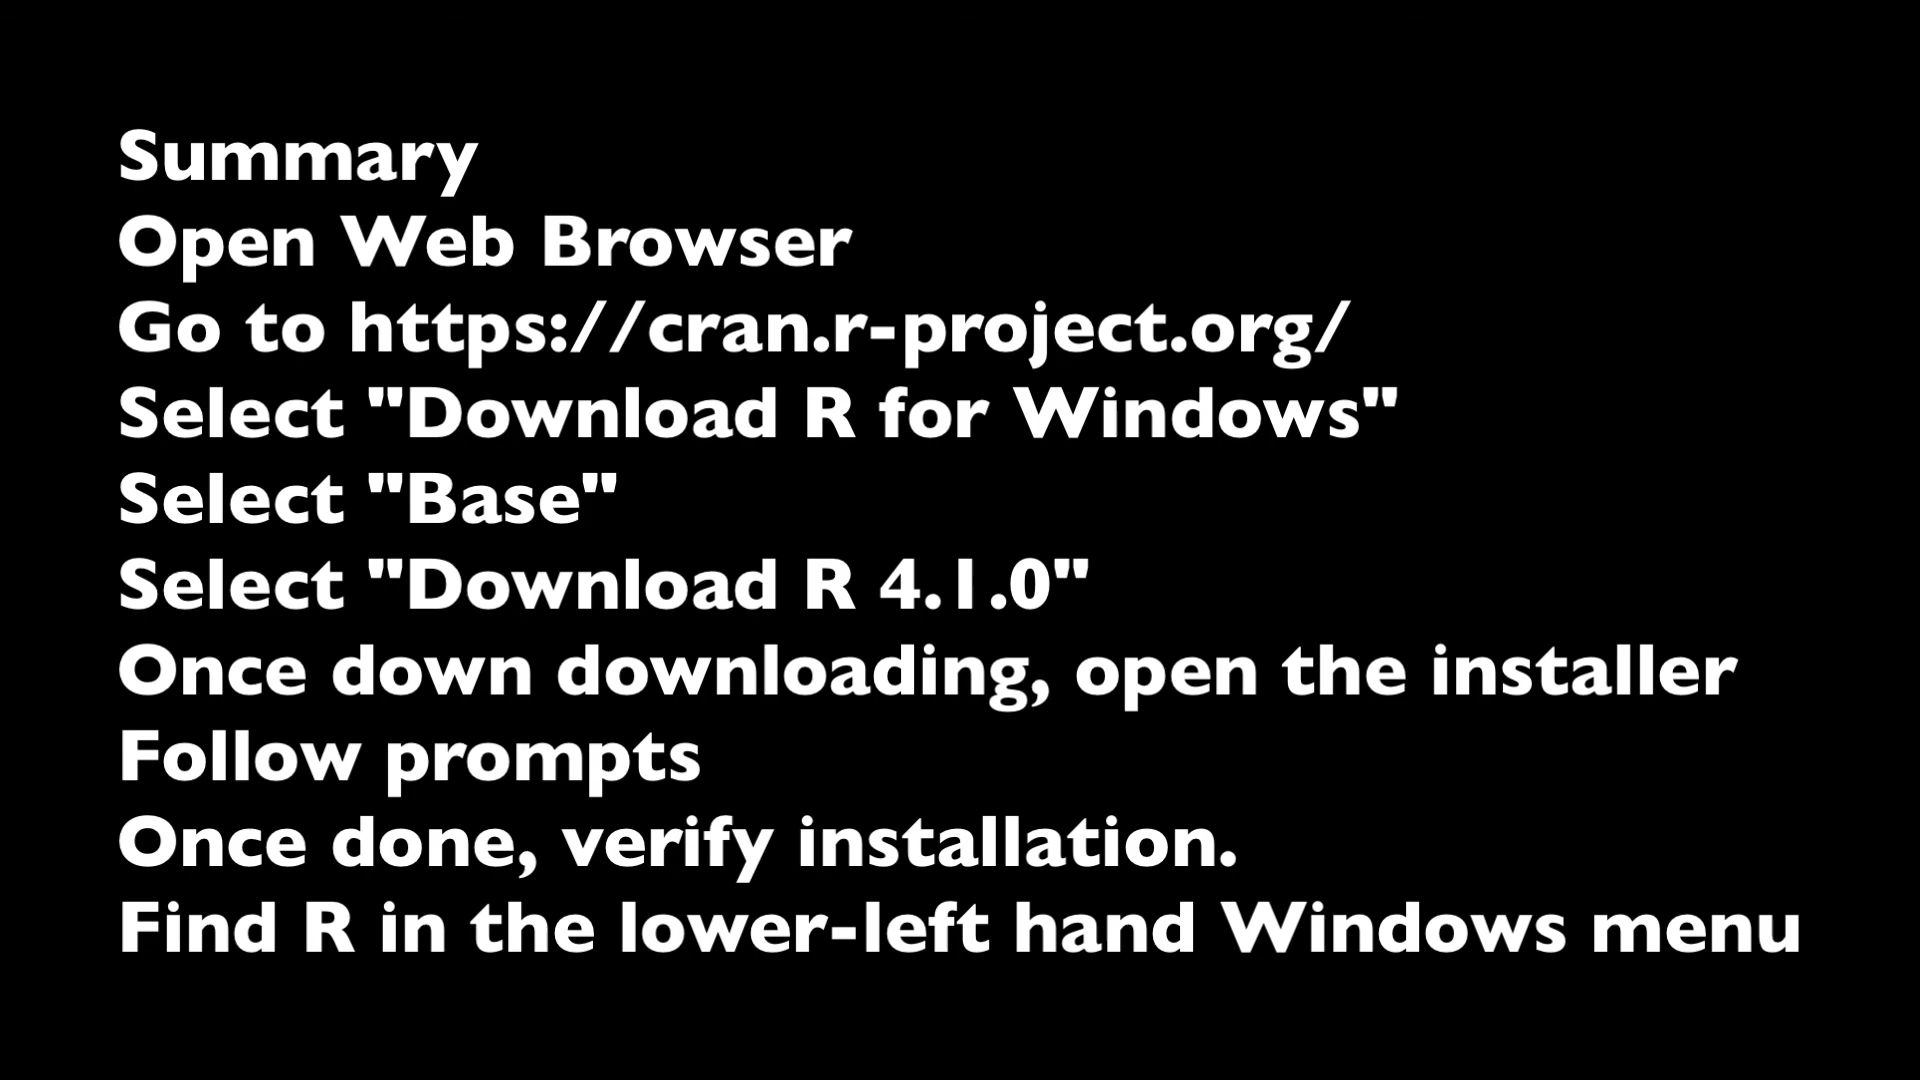 Summary
Open Web Browser
Go to https://cran.r-project.org/
Select "Download R for Windows"
Select "Base"
Select "Download R 4.1.0"
Once down downloading, open the installer
Follow prompts
Once done, verify installation.
Find R in the lower-left hand Windows menu